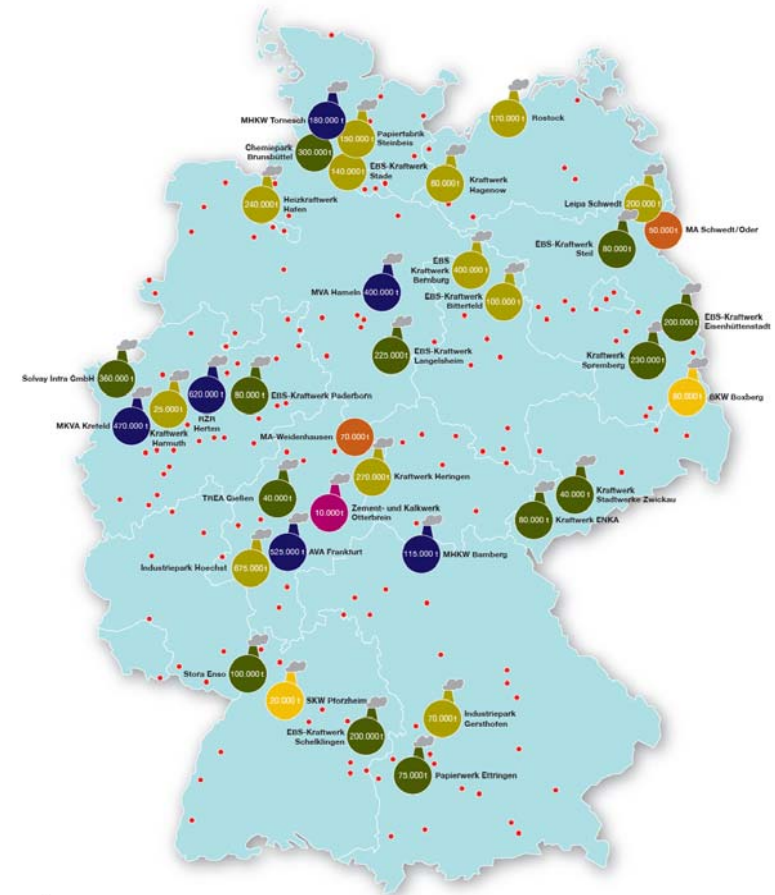 MHKW Tornesch
180.000 t
150.000 t
Papierfabrik
Steinbeis
Chemiepark
Brunsbüttel
300.000 t
140.000 t
EBS-Kraftwerk
Stade
170.000 t
Rostock
60.000 t
Kraftwerk
Hagenow
240.000 t
Heizkraftwerk
Hafen
Leipa Schwedt
200.000 t
50.000 t
MA Schwedt/Oder
EBS-Kraftwerk
80.000 t
EBS
Kraftwerk
Bernburg
400.000 t
MVA Hameln
400.000 t
EBS-Kraftwerk
Bitterfeld
100.000 t
200.000 t
EBS-Kraftwerk
Eisenhüttenstadt
225.000 t
EBS-Kraftwerk
Langelsheim
Kraftwerk
Spremberg
230.000 t
Solvay Infra GmbH
360.000 t
620.000 t
RZR
Herten
80.000 t
EBS-Kraftwerk Paderborn
BKW Boxberg
MKVA Krefeld
470.000 t
25.000 t
Kraftwerk
Harmuth
MA-Weidenhausen
70.000 t
270.000 t
Kraftwerk Heringen
TREA Gießen
40.000 t
10.000 t
Zement- und Kalkwerk
Otterbein
40.000 t
Kraftwerk
Stadtwerke Zwickau
80.000 t
Kraftwerk ENKA
Industriepark Hoechst
675.000 t
525.000 t
AVA Frankfurt
115.000 t
MHKW Bamberg
Stora Enso
100.000 t
20.000 t
SKW Pforzheim
EBS-Kraftwerk
Schelklingen
200.000 t
70.000 t
Industriepark
Gersthofen
75.000 t
Papierwerk Ettringen